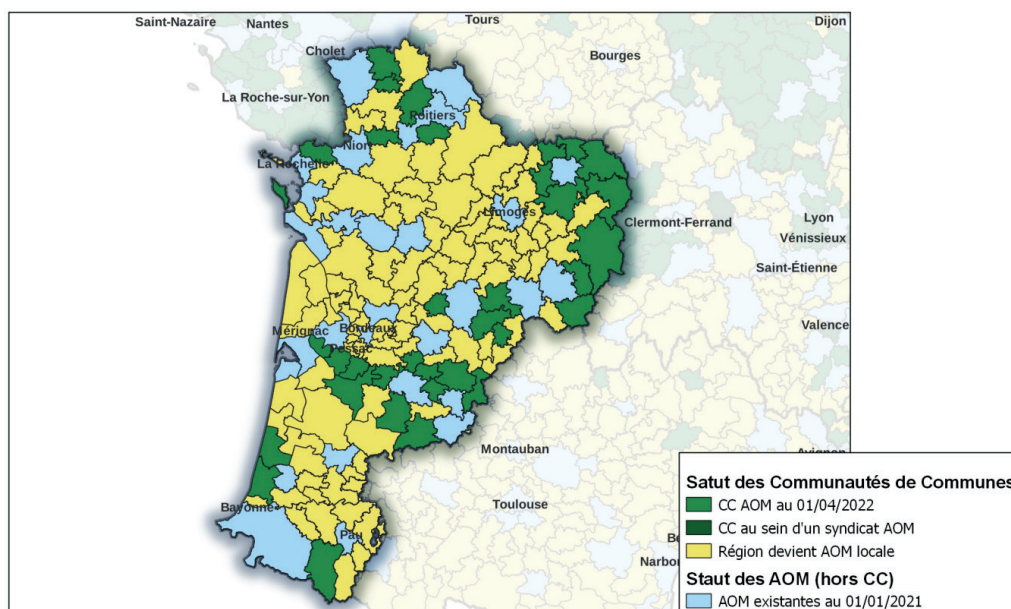 Saint-Nazaire
Nantes
Tours
Dijon
Cholet
Bourges
La Roche-sur-Yon
Poitiers
Niort
La Rochelle
Limoges
Clermont-Ferrand
Lyon
Vénissieux
Saint-Étienne
Mérignac
Bordeaux
Valence
Pessac
Montauban
Avignon
Toulouse
Bayonne
Pau
Narbon
Satut des Communautés de Communes
CC AOM au 01/04/2022
CC au sein d'un syndicat AOM
Région devient AOM locale
Staut des AOM (hors CC)
AOM existantes au 01/01/2021